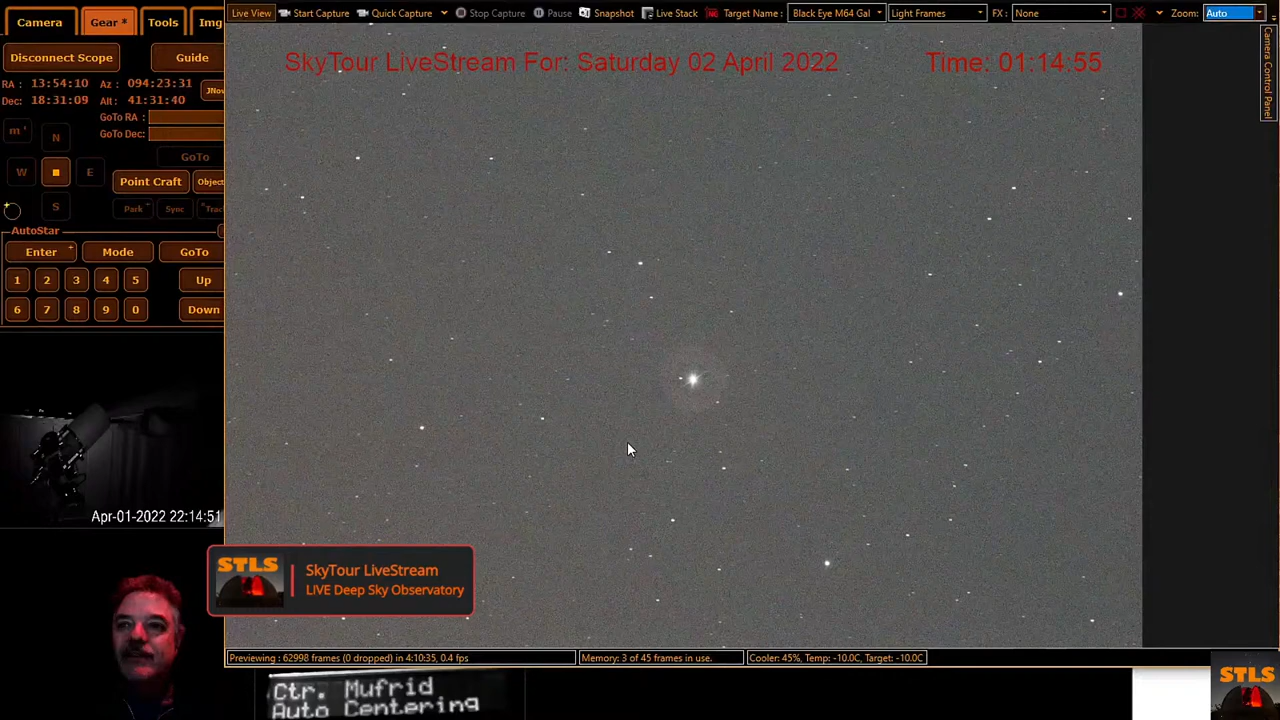 Camera
Gear *
Tools
Img
Live View
Start Capture
Quick Capture
Stop Capture
Pause
Snapshot
Live Stack
Target Name :
Black Eye M64 Gal
Light Frames
FX :
None
Zoom:
Auto
Disconnect Scope
Guide
RA : 13:54:10 Az : 094:23:31
Dec: 18:31:09 Alt : 41:31:40
JNow
GoTo RA :
GoTo Dec:
m'
N
GoTo
W
E
Point Craft
Object
S
Park
Sync
Trac
AutoStar
Enter
Mode
GoTo
1 2 3 4 5
Up
6 7 8 9 0
Down
SkyTour LiveStream For: Saturday 02 April 2022
Time: 01:14:55
Camera Control Panel
Apr-01-2022 22:14:51
STLS
SkyTour LiveStream
LIVE Deep Sky Observatory
Previewing : 62998 frames (0 dropped) in 4:10:35, 0.4 fps
Memory: 3 of 45 frames in use.
Cooler: 45%, Temp: -10.0C, Target: -10.0C
Ctr. Mufrid
Auto Centering
STLS